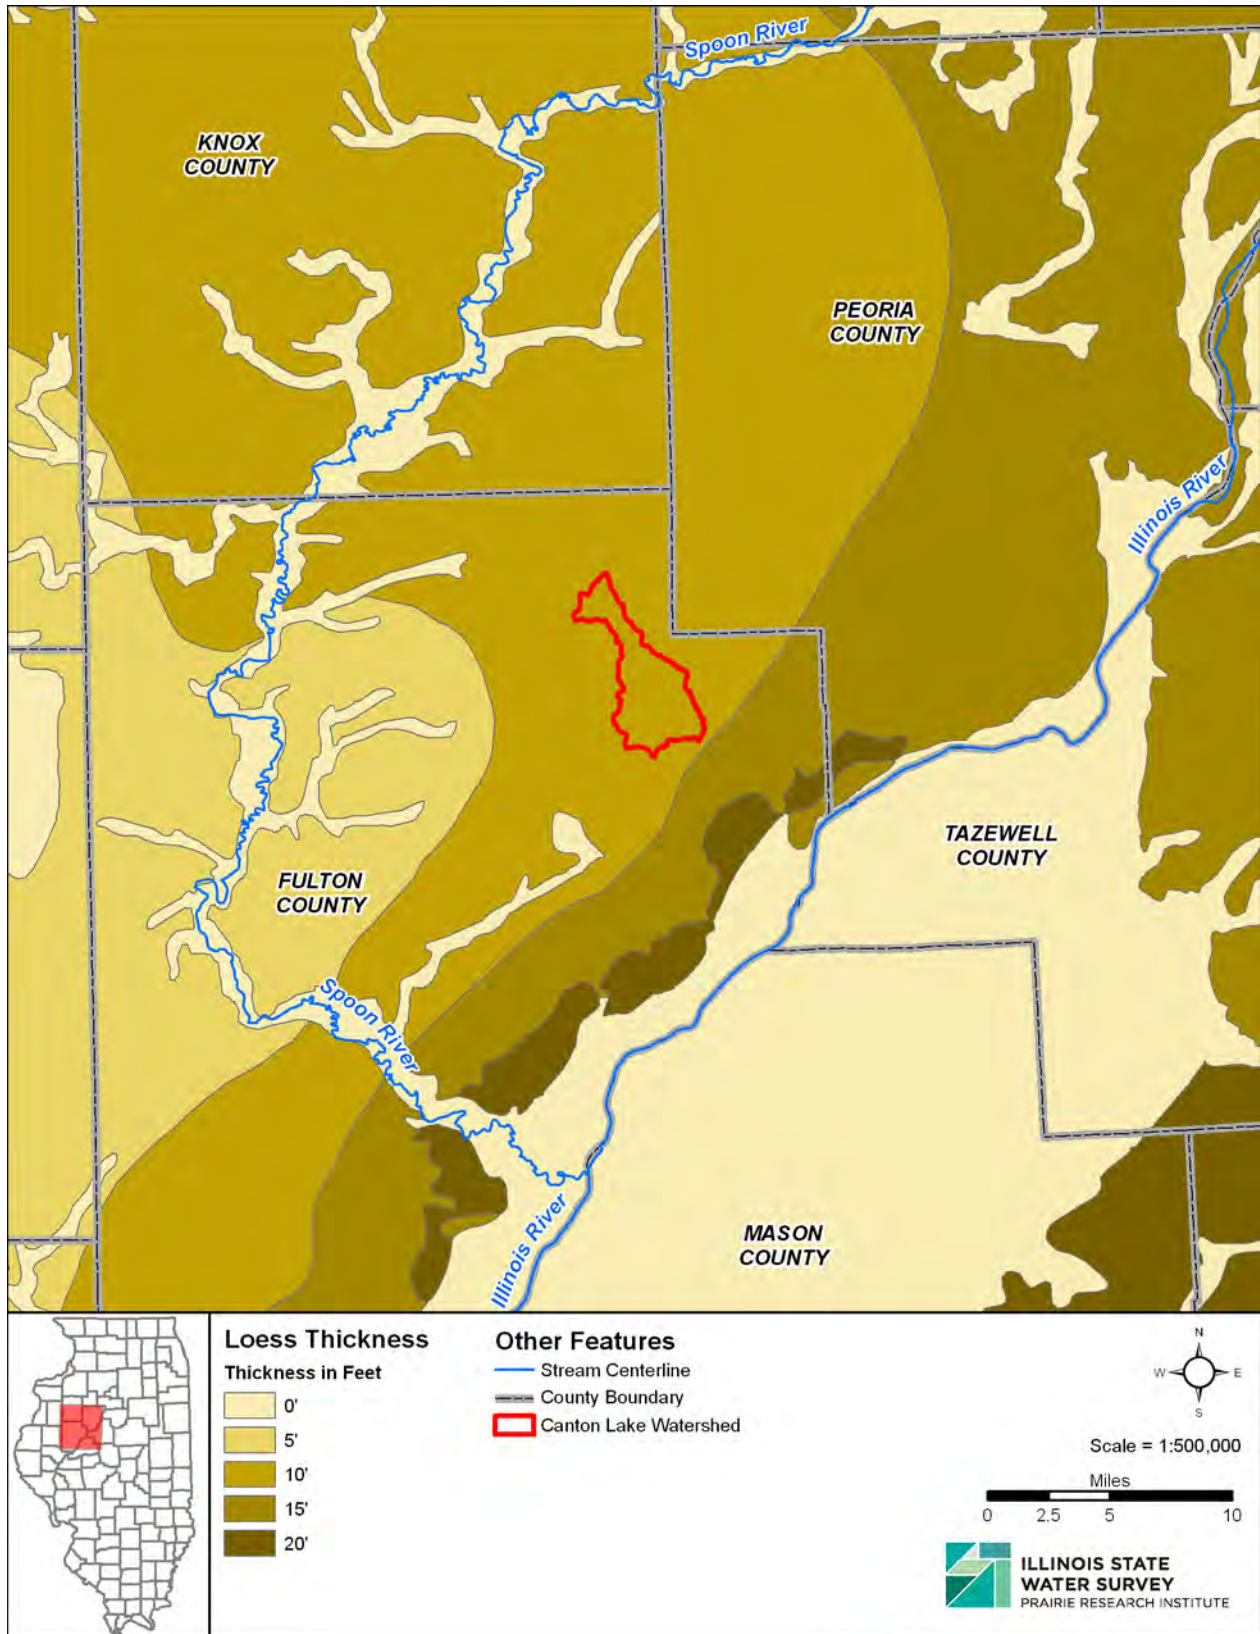 Spoon River
KNOX
COUNTY
PEORIA
COUNTY
Illinois River
TAZEWELL
COUNTY
FULTON
COUNTY
Spoon River
Illinois River
MASON
COUNTY
Loess Thickness
Thickness in Feet
0'
5'
10'
15'
20'
Other Features
Stream Centerline
County Boundary
Canton Lake Watershed
N
W E
S
Scale = 1:500,000
Miles
0 2.5 5 10
ILLINOIS STATE
WATER SURVEY
PRAIRIE RESEARCH INSTITUTE